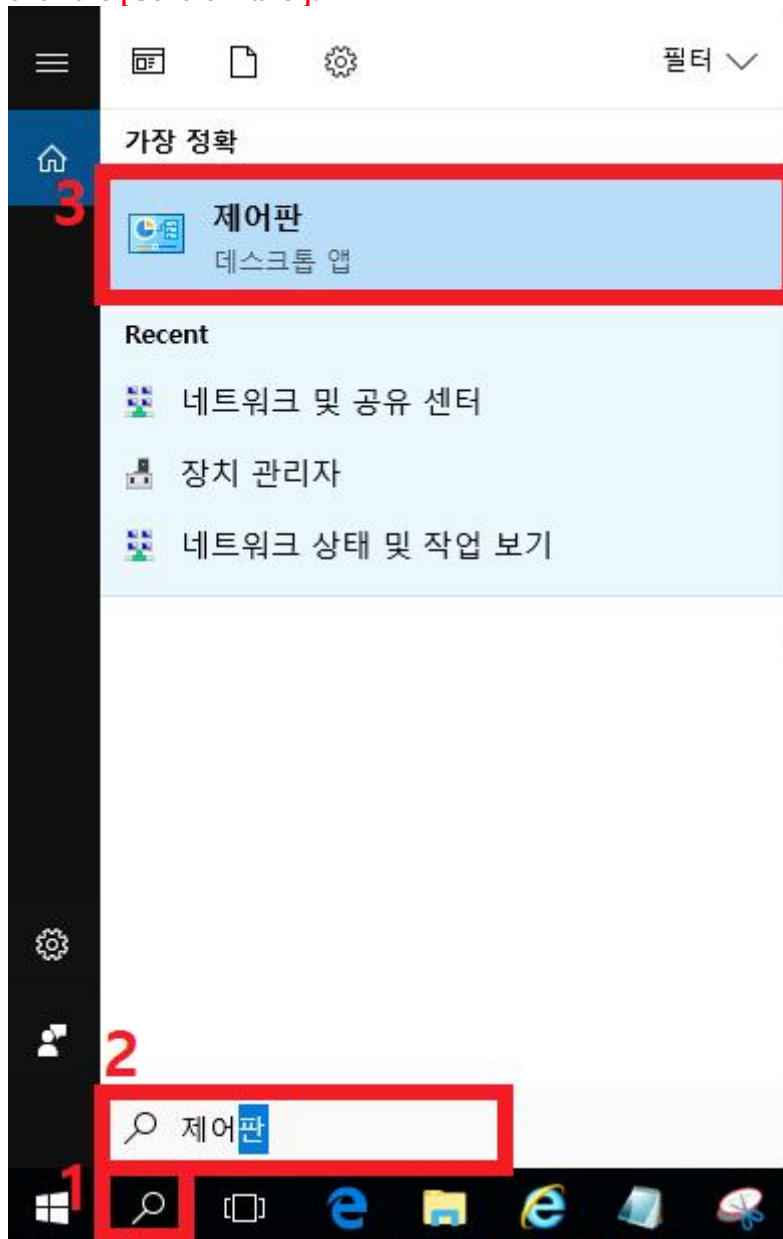 필터
가장 정확
3
제어판
데스크톱 앱
Recent
네트워크 및 공유 센터
장치 관리자
네트워크 상태 및 작업 보기
2
제어판
1